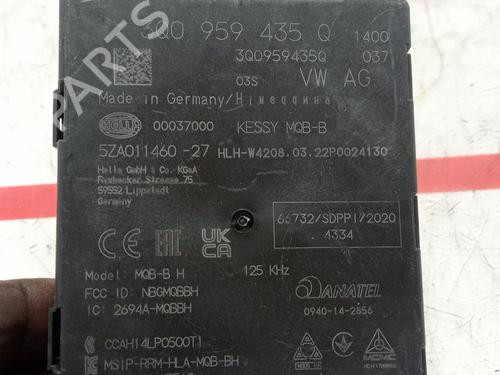 3Q0 959 435 Q 1400
3Q0959435Q 037
03S VW AG
Made in Germany/Німеччина
HELLA 00037000 KESSY MQB-B
5ZA011460-27 HLH-W4208.03.22P0024130
Hella GmbH & Co. KGaA
Rixbecker Strasse 75
59552 Lippstadt
Germany
66732/SDPPI/2020
4334
CE EAC UK CA
Model: MQB-B H 125 KHz
FCC ID: NBGMQBBH
IC: 2694A-MQBBH
ANATEL
0940-14-2856
CCAH14LP0500T1
MSIP-RRM-HLA-MQB-BH
MCMC
PARTS